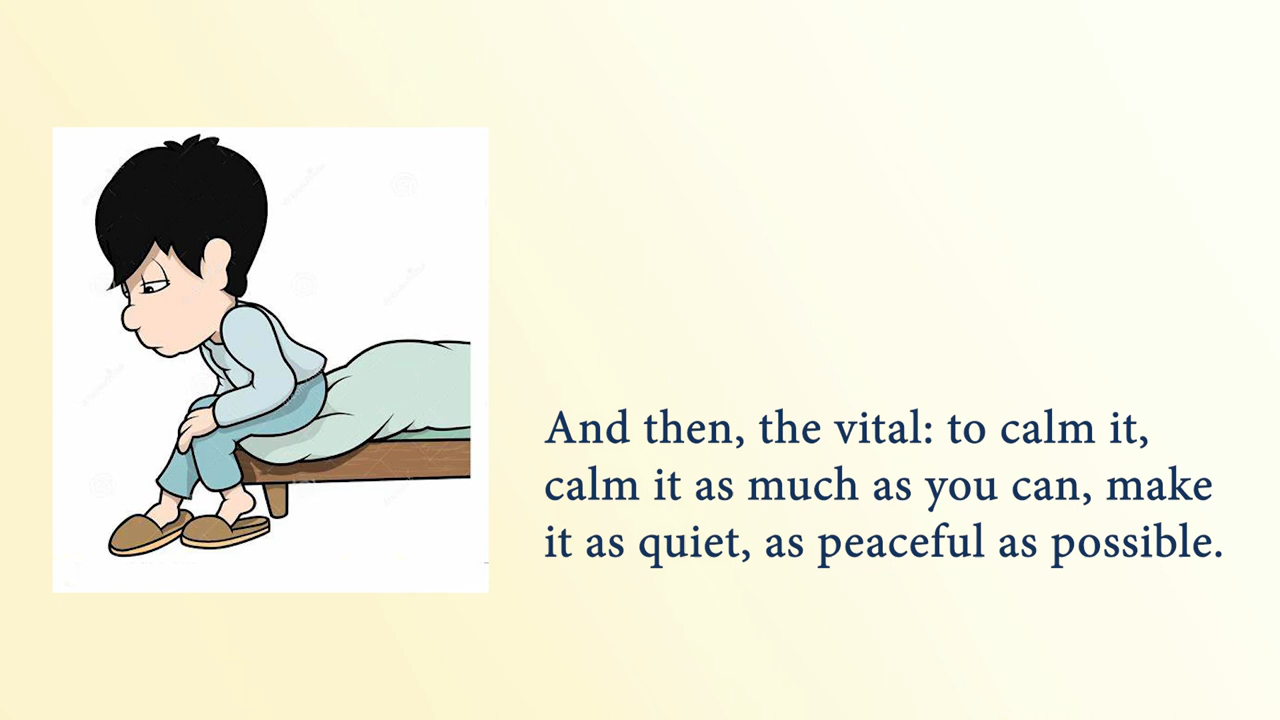 And then, the vital: to calm it,
calm it as much as you can, make
it as quiet, as peaceful as possible.